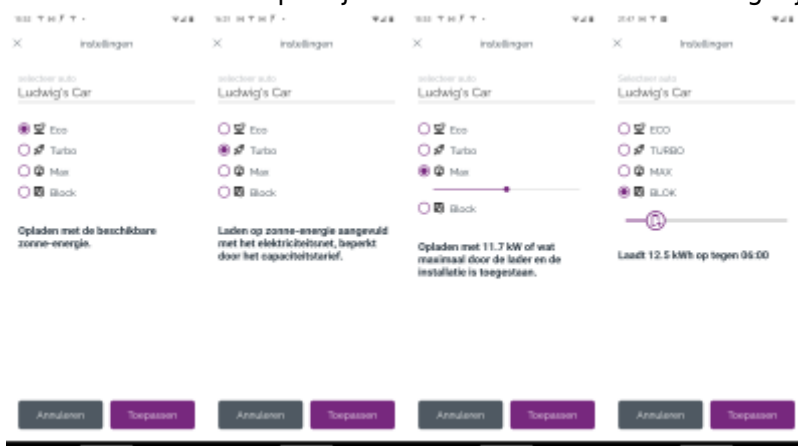 instellingen
selecteer auto
Ludwig's Car
Eco
Turbo
Max
Block
Opladen met de beschikbare
zonne-energie.
Annuleren
Toepassen
instellingen
selecteer auto
Ludwig's Car
Eco
Turbo
Max
Block
Laden op zonne-energie aangevuld
met het elektriciteitsnet, beperkt
door het capaciteitstarief.
Annuleren
Toepassen
instellingen
selecteer auto
Ludwig's Car
Eco
Turbo
Max
Block
Opladen met 11.7 kW of wat
maximaal door de lader en de
installatie is toegestaan.
Annuleren
Toepassen
Instellingen
Selecteer auto
Ludwig's Car
ECO
TURBO
MAX
BLOK
Laadt 12.5 kWh op tegen 06:00
Annuleren
Toepassen